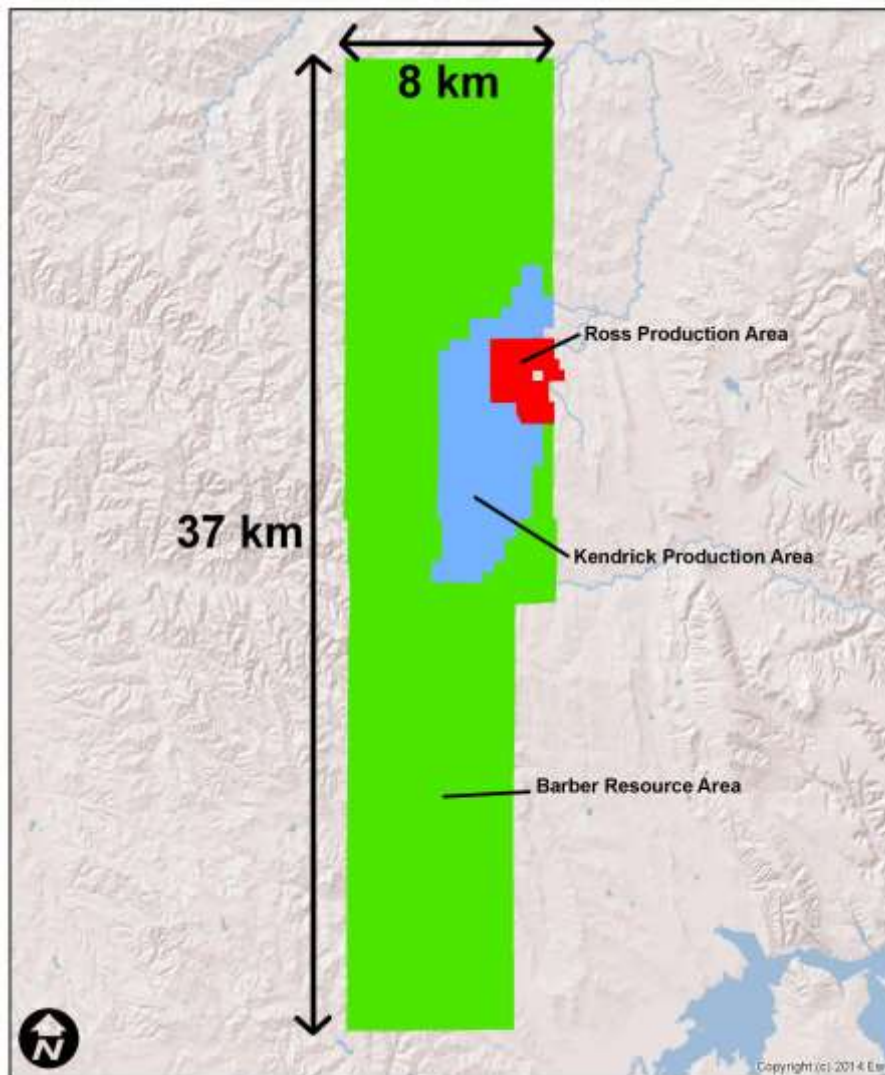 8 km
Ross Production Area
37 km
Kendrick Production Area
Barber Resource Area
N
Copyright:(c) 2014 Es